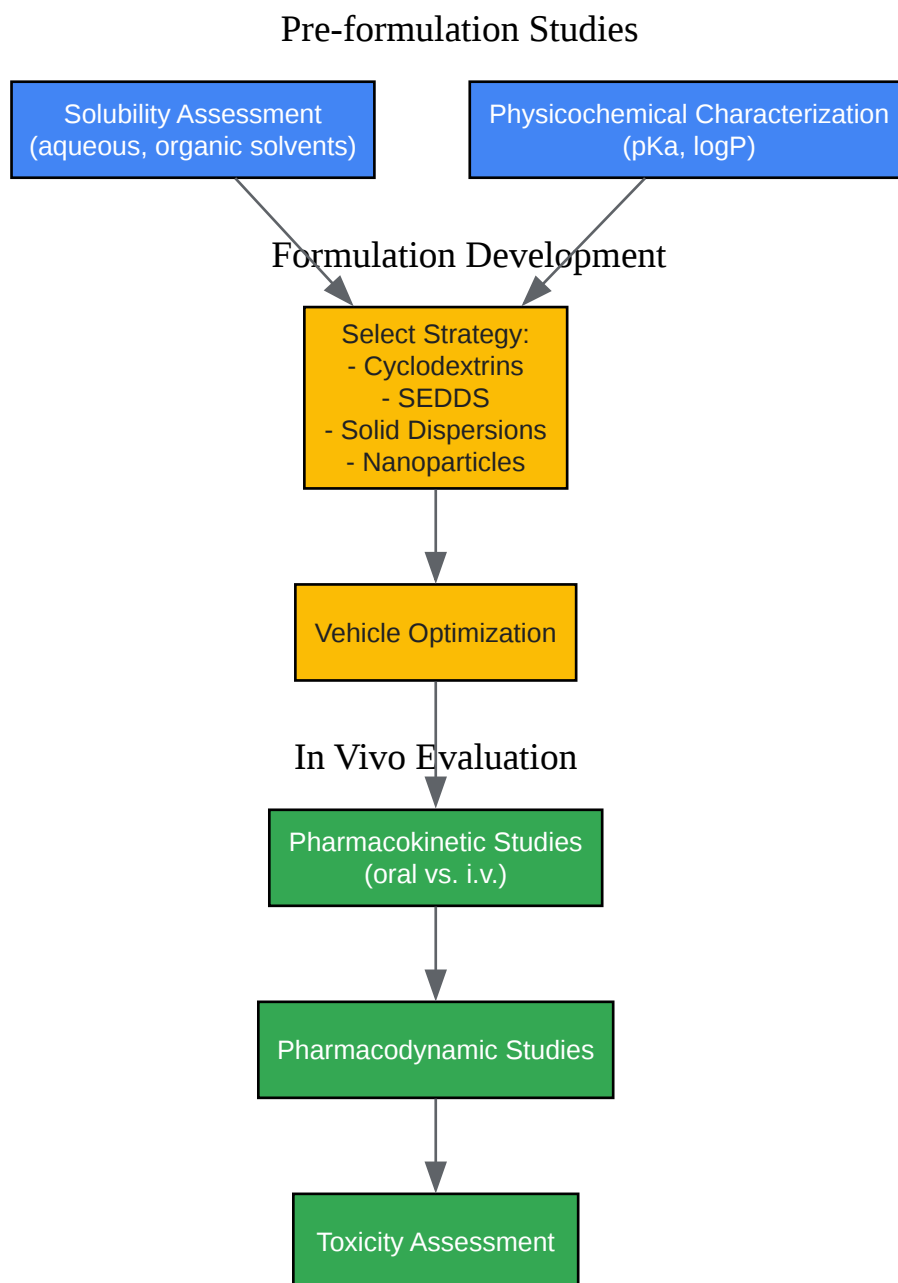 Pre-formulation Studies
Solubility Assessment
(aqueous, organic solvents)
Physicochemical Characterization
(pKa, logP)
Formulation Development
Select Strategy:
- Cyclodextrins
- SEDDS
- Solid Dispersions
- Nanoparticles
Vehicle Optimization
In Vivo Evaluation
Pharmacokinetic Studies
(oral vs. i.v.)
Pharmacodynamic Studies
Toxicity Assessment